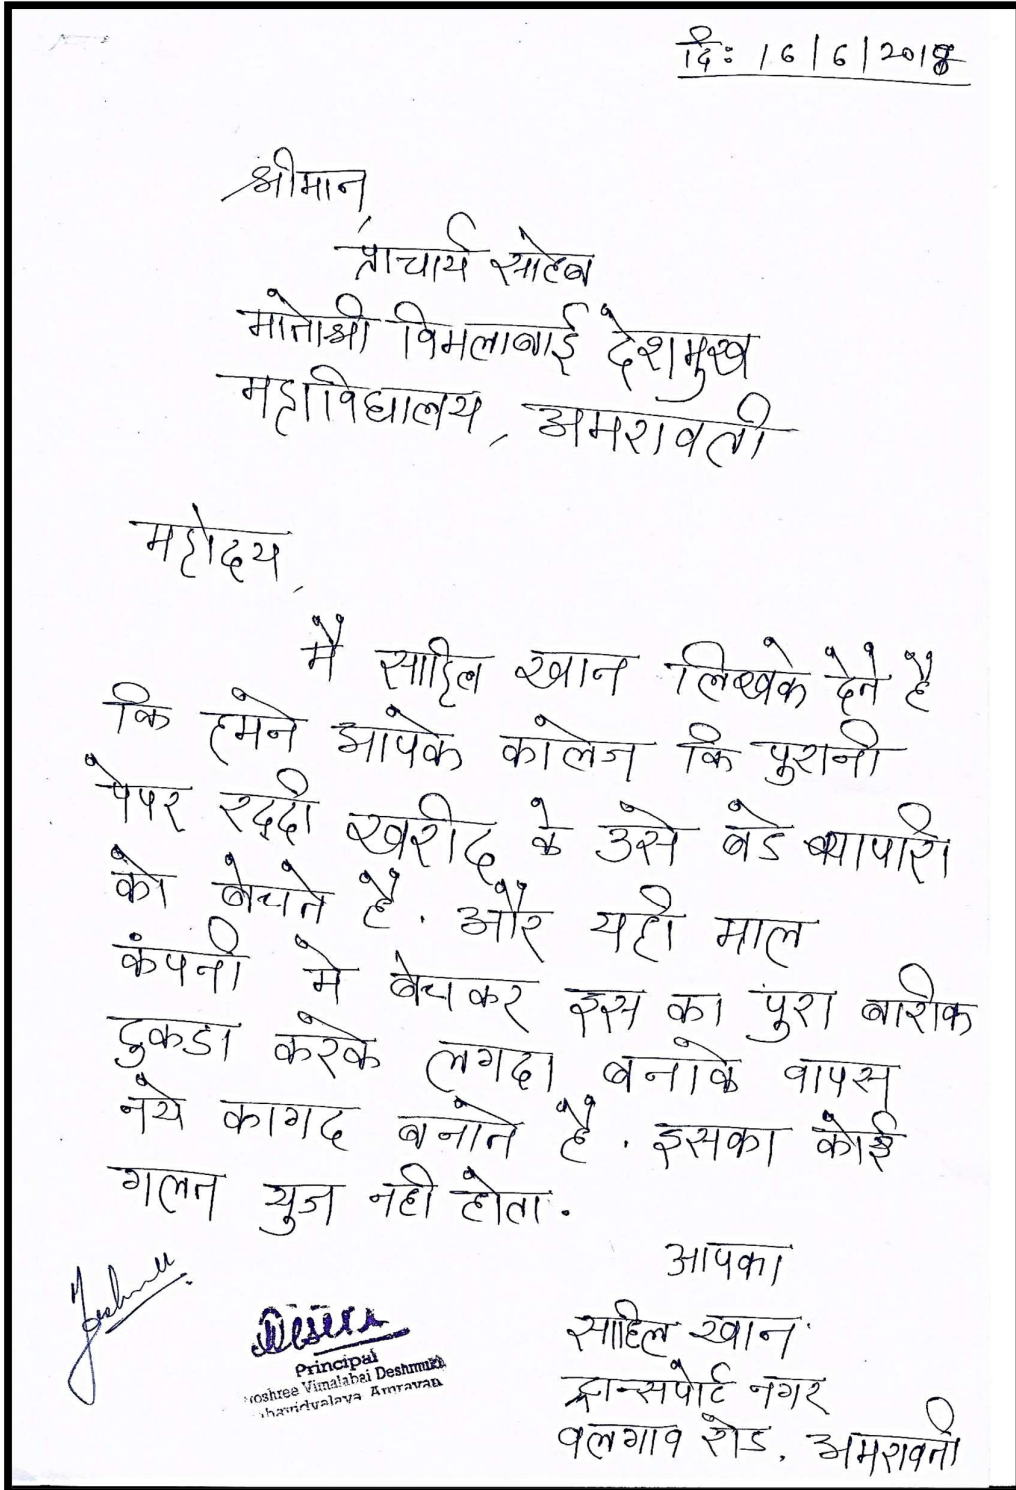 दि: 16/6/2018
श्रीमान,
प्राचार्य साहेब
मातोश्री विमलाबाई देशमुख
महाविद्यालय, अमरावती
महोदय,
मै साहिल खान लिखके देते है
कि हमने आपके कॉलेज कि पुरानी
पेपर रद्दी खरीद के उसे बडे ब्यापारी
को बेचते है. और यही माल
कंपनी मे बेचकर इस का पुरा बारीक
टुकडा करके लगदा बनाके वापस
नये कागद बनाते है. इसका कोई
गलत युज नही होता.
आपका
साहिल खान
ट्रान्सपोर्ट नगर
वलगाव रोड, अमरावती
Principal
oshree Vimalabai Deshmukh
havidyalaya Amravati